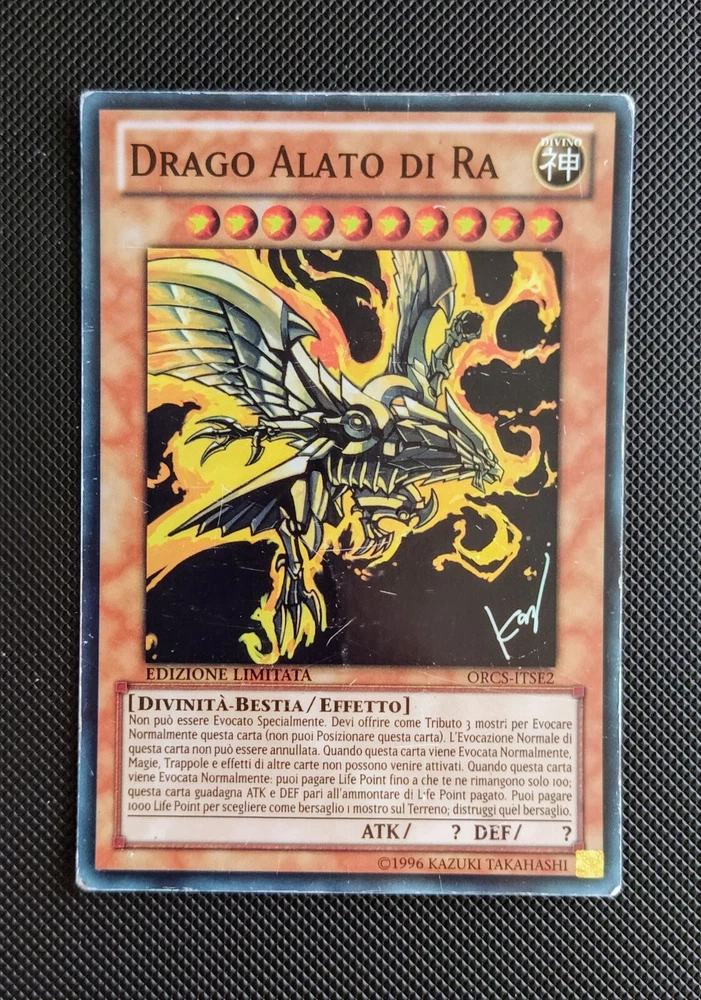 DRAGO ALATO DI RA
DIVINO
神
EDIZIONE LIMITATA
ORCS-ITSE2
[DIVINITÀ-BESTIA/EFFETTO]
Non può essere Evocato Specialmente. Devi offrire come Tributo 3 mostri per Evocare
Normalmente questa carta (non puoi Posizionare questa carta). L'Evocazione Normale di
questa carta non può essere annullata. Quando questa carta viene Evocata Normalmente,
Magie, Trappole e effetti di altre carte non possono venire attivati. Quando questa carta
viene Evocata Normalmente: puoi pagare Life Point fino a che te ne rimangono solo 100;
questa carta guadagna ATK e DEF pari all'ammontare di Life Point pagato. Puoi pagare
1000 Life Point per scegliere come bersaglio 1 mostro sul Terreno; distruggi quel bersaglio.
ATK/ ? DEF/ ?
©1996 KAZUKI TAKAHASHI